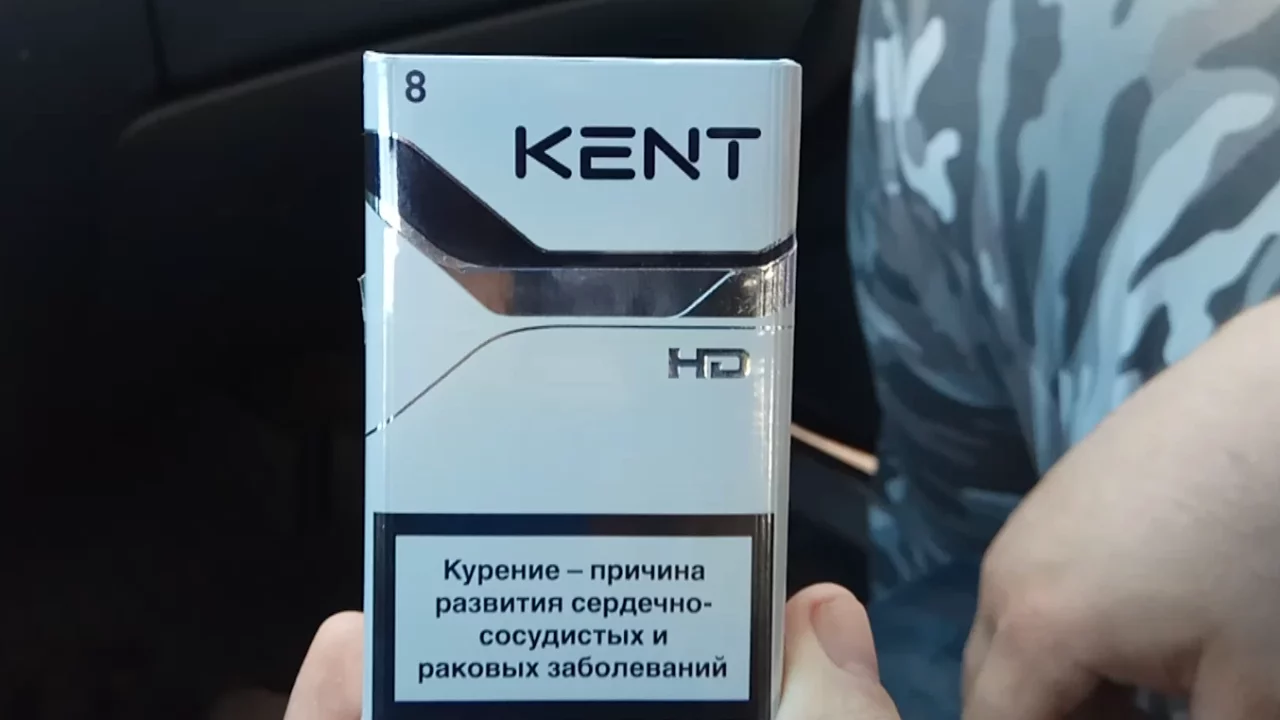 8
KENT
HD
Курение – причина
развития сердечно-
сосудистых и
раковых заболеваний